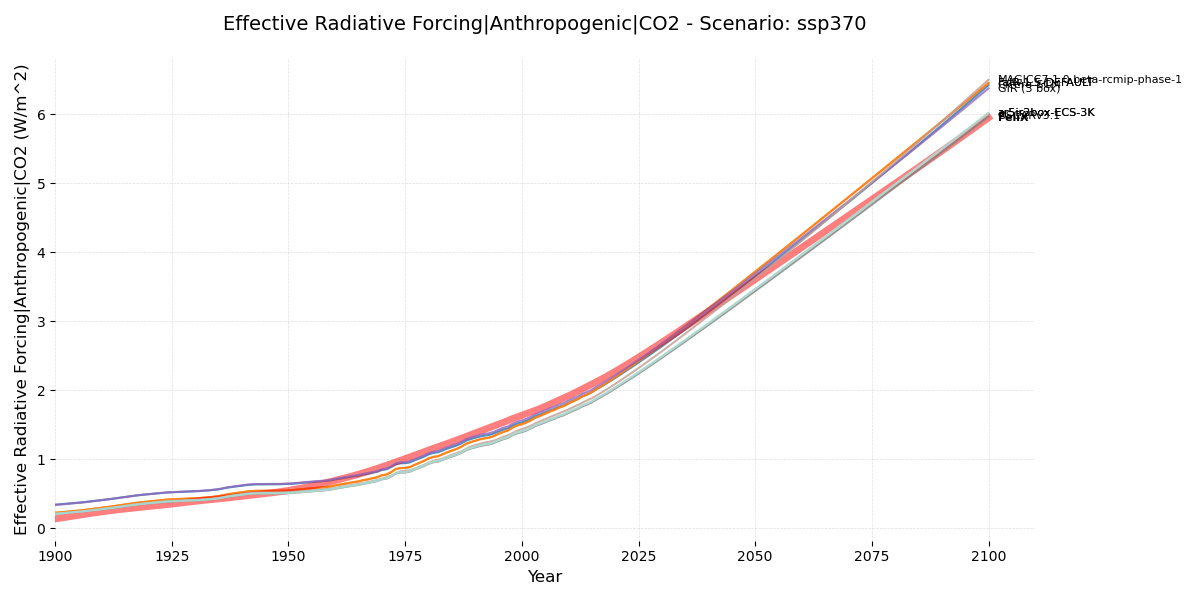 Effective Radiative Forcing|Anthropogenic|CO2 - Scenario: ssp370
Effective Radiative Forcing|Anthropogenic|CO2 (W/m^2)
6
5
4
3
2
1
0
1900
1925
1950
1975
2000
2025
2050
2075
2100
Year
MAGICC7.1.0.beta-rcmip-phase-1
GIR (3 box)
ar5ir3box-ECS-3K
FeliX